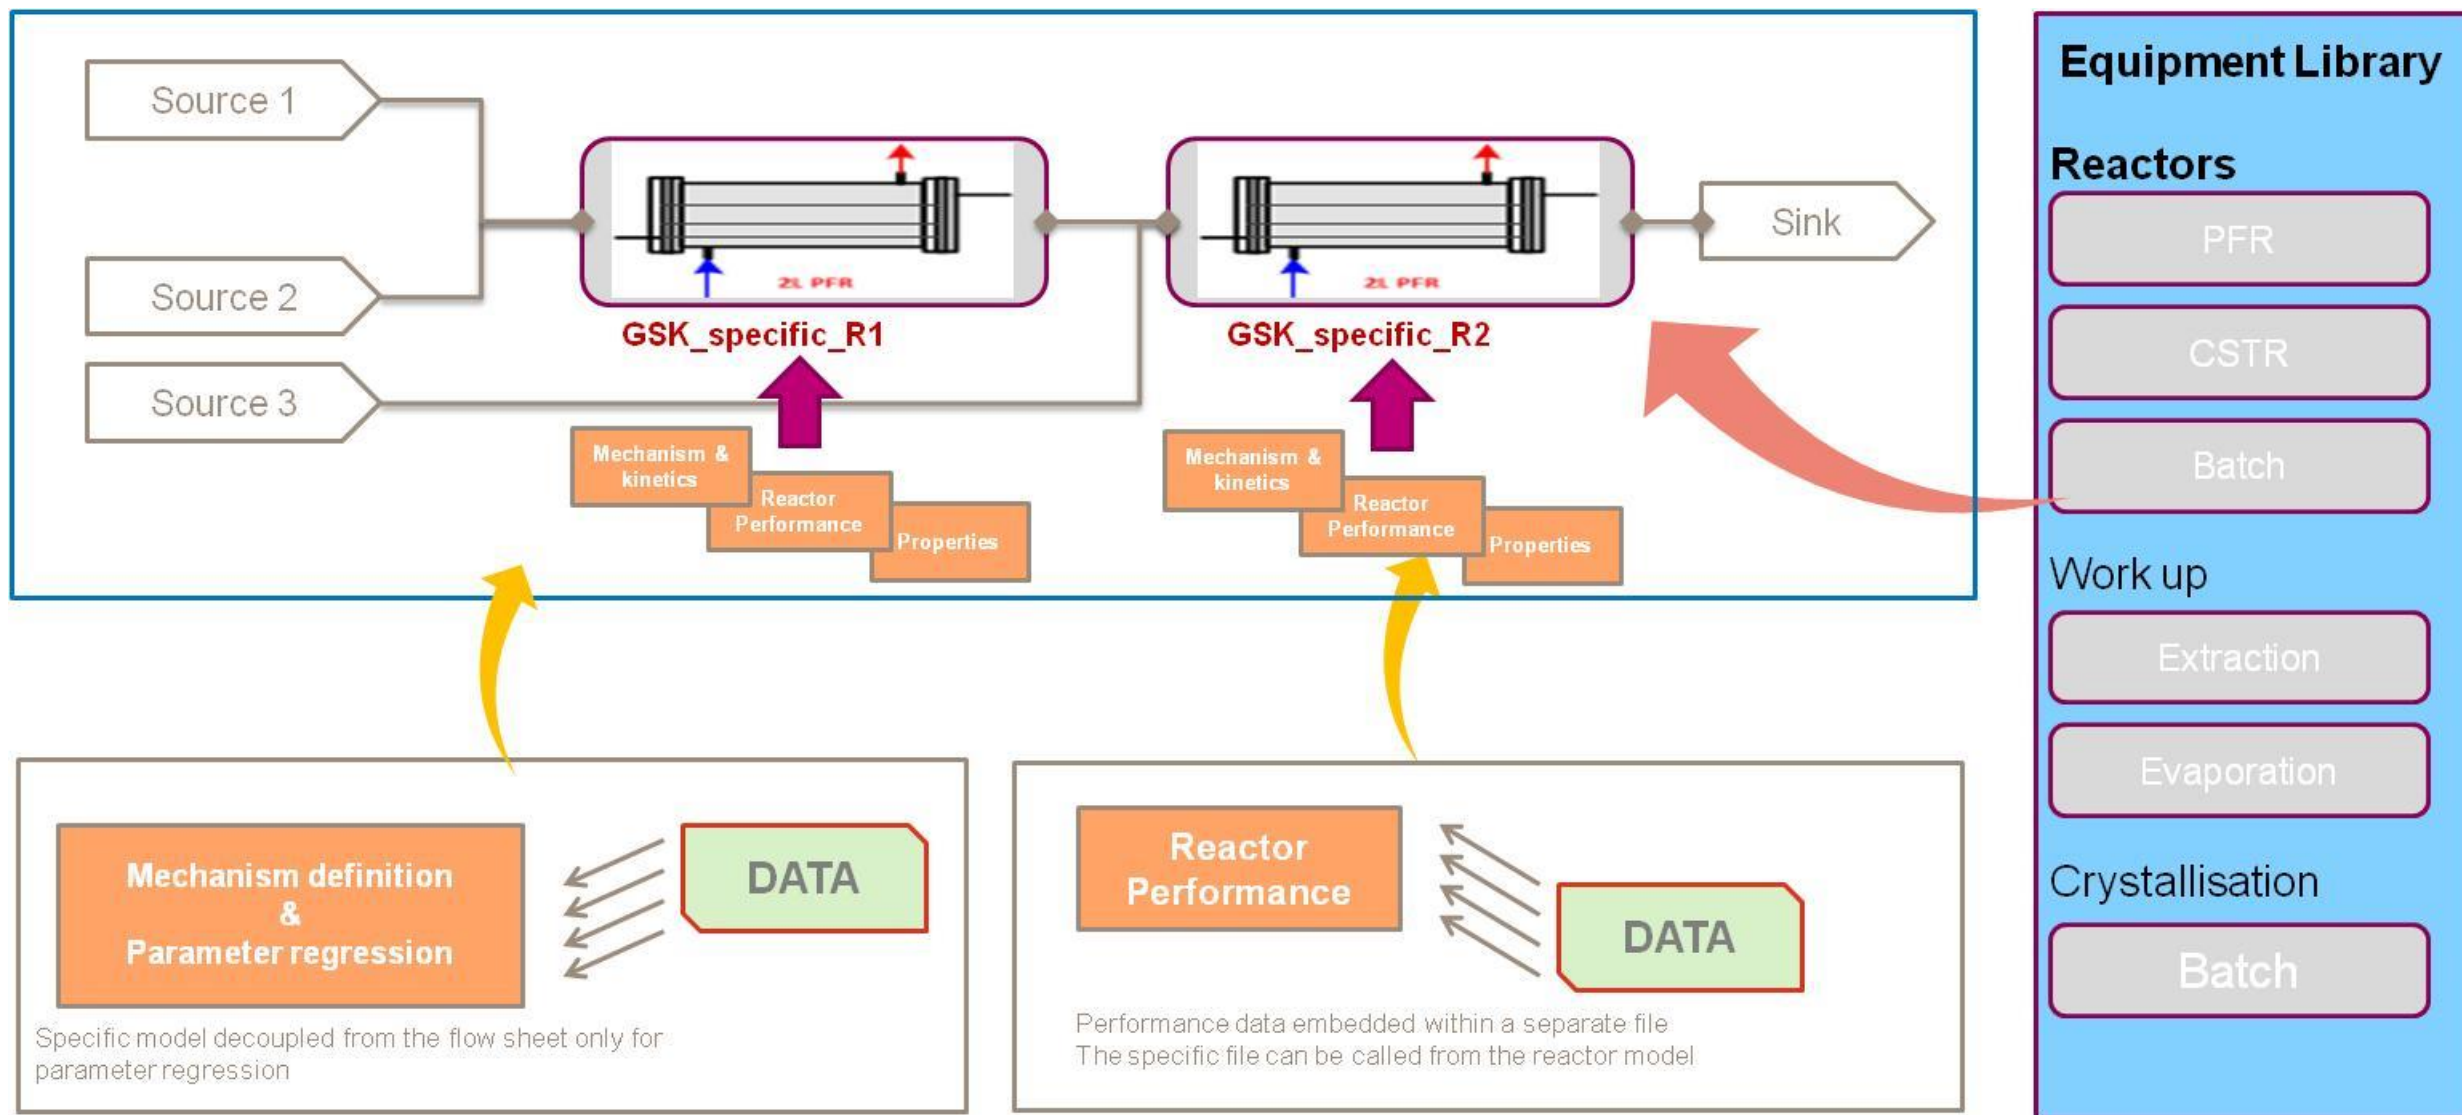 Source 1
Source 2
Source 3
2L PFR
GSK_specific_R1
2L PFR
GSK_specific_R2
Sink
Mechanism &
kinetics
Reactor
Performance
Properties
Mechanism &
kinetics
Reactor
Performance
Properties
Mechanism definition
&
Parameter regression
DATA
Specific model decoupled from the flow sheet only for
parameter regression
Reactor
Performance
DATA
Performance data embedded within a separate file
The specific file can be called from the reactor model
Equipment Library
Reactors
PFR
CSTR
Batch
Work up
Extraction
Evaporation
Crystallisation
Batch